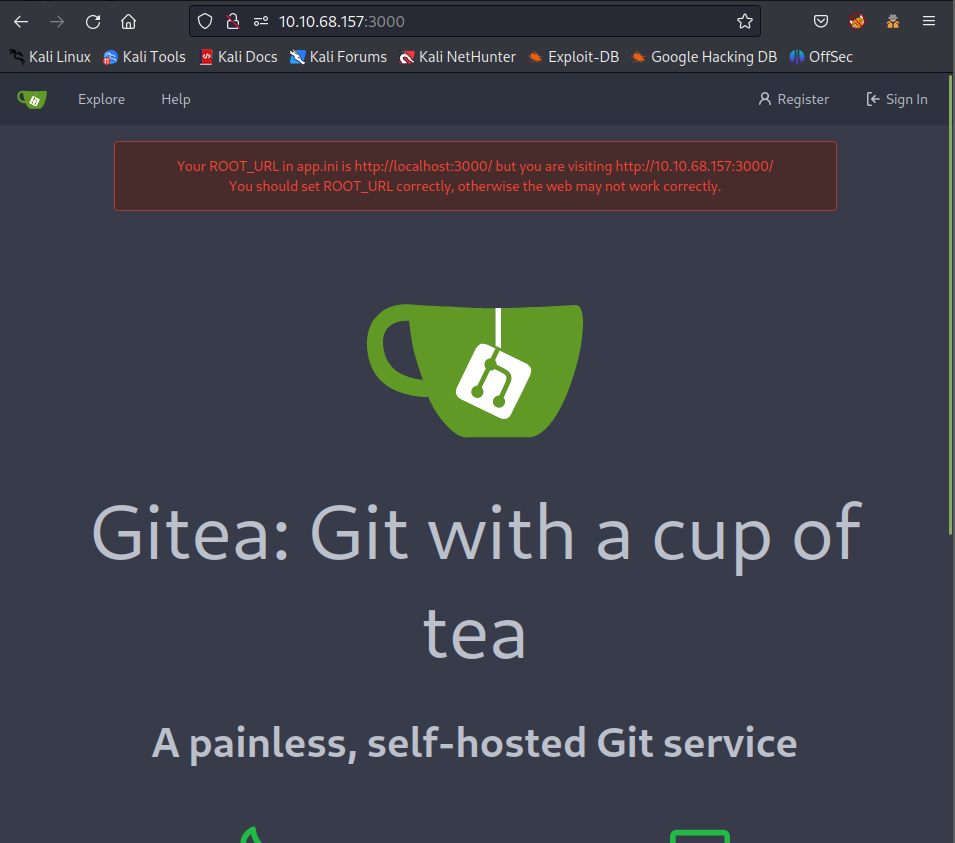 10.10.68.157:3000
Kali Linux Kali Tools Kali Docs Kali Forums Kali NetHunter Exploit-DB Google Hacking DB OffSec
Explore Help Register Sign In
Your ROOT_URL in app.ini is http://localhost:3000/ but you are visiting http://10.10.68.157:3000/
You should set ROOT_URL correctly, otherwise the web may not work correctly.
Gitea: Git with a cup of
tea
A painless, self-hosted Git service